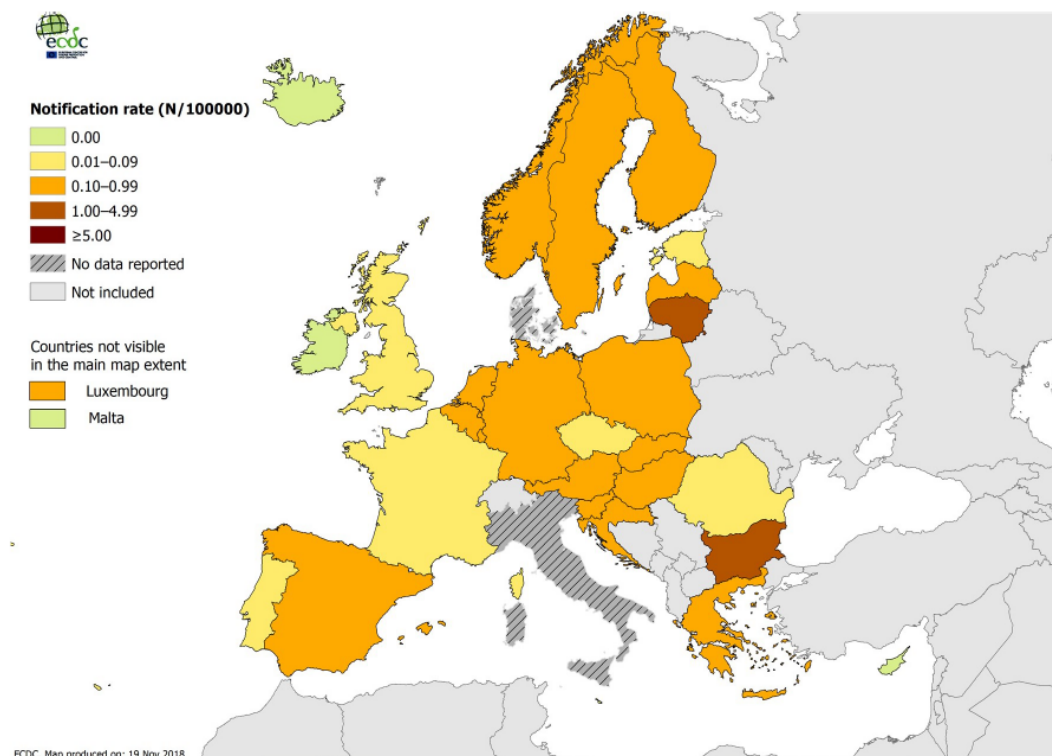 ecdc
Notification rate (N/100000)
0.00
0.01–0.09
0.10–0.99
1.00–4.99
≥5.00
No data reported
Not included
Countries not visible
in the main map extent
Luxembourg
Malta
ECDC. Map produced on: 19 Nov 2018